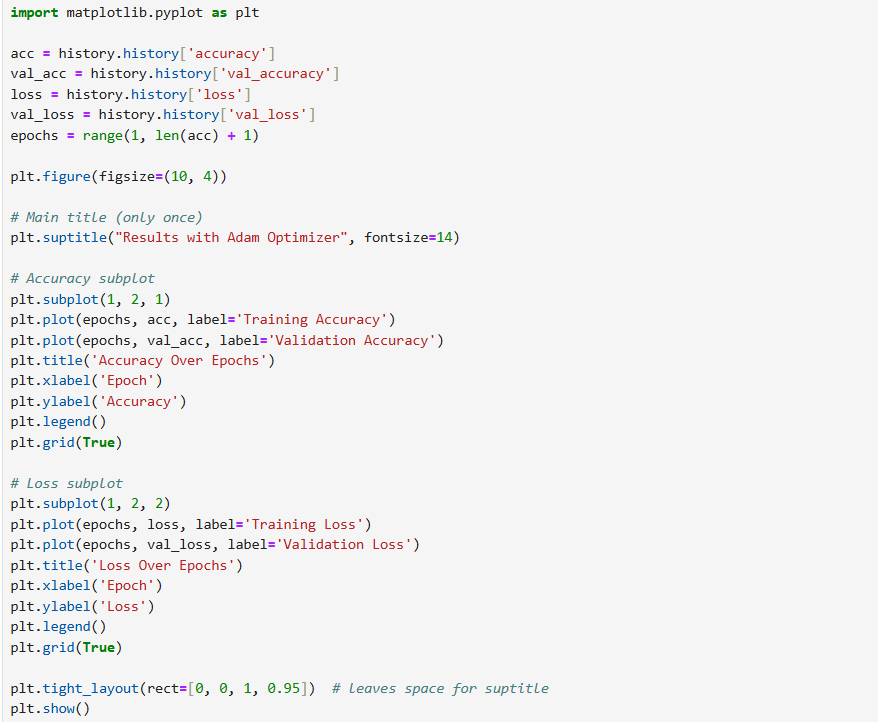 import matplotlib.pyplot as plt
acc = history.history['accuracy']
val_acc = history.history['val_accuracy']
loss = history.history['loss']
val_loss = history.history['val_loss']
epochs = range(1, len(acc) + 1)
plt.figure(figsize=(10, 4))
# Main title (only once)
plt.suptitle("Results with Adam Optimizer", fontsize=14)
# Accuracy subplot
plt.subplot(1, 2, 1)
plt.plot(epochs, acc, label='Training Accuracy')
plt.plot(epochs, val_acc, label='Validation Accuracy')
plt.title('Accuracy Over Epochs')
plt.xlabel('Epoch')
plt.ylabel('Accuracy')
plt.legend()
plt.grid(True)
# Loss subplot
plt.subplot(1, 2, 2)
plt.plot(epochs, loss, label='Training Loss')
plt.plot(epochs, val_loss, label='Validation Loss')
plt.title('Loss Over Epochs')
plt.xlabel('Epoch')
plt.ylabel('Loss')
plt.legend()
plt.grid(True)
plt.tight_layout(rect=[0, 0, 1, 0.95])  # leaves space for suptitle
plt.show()